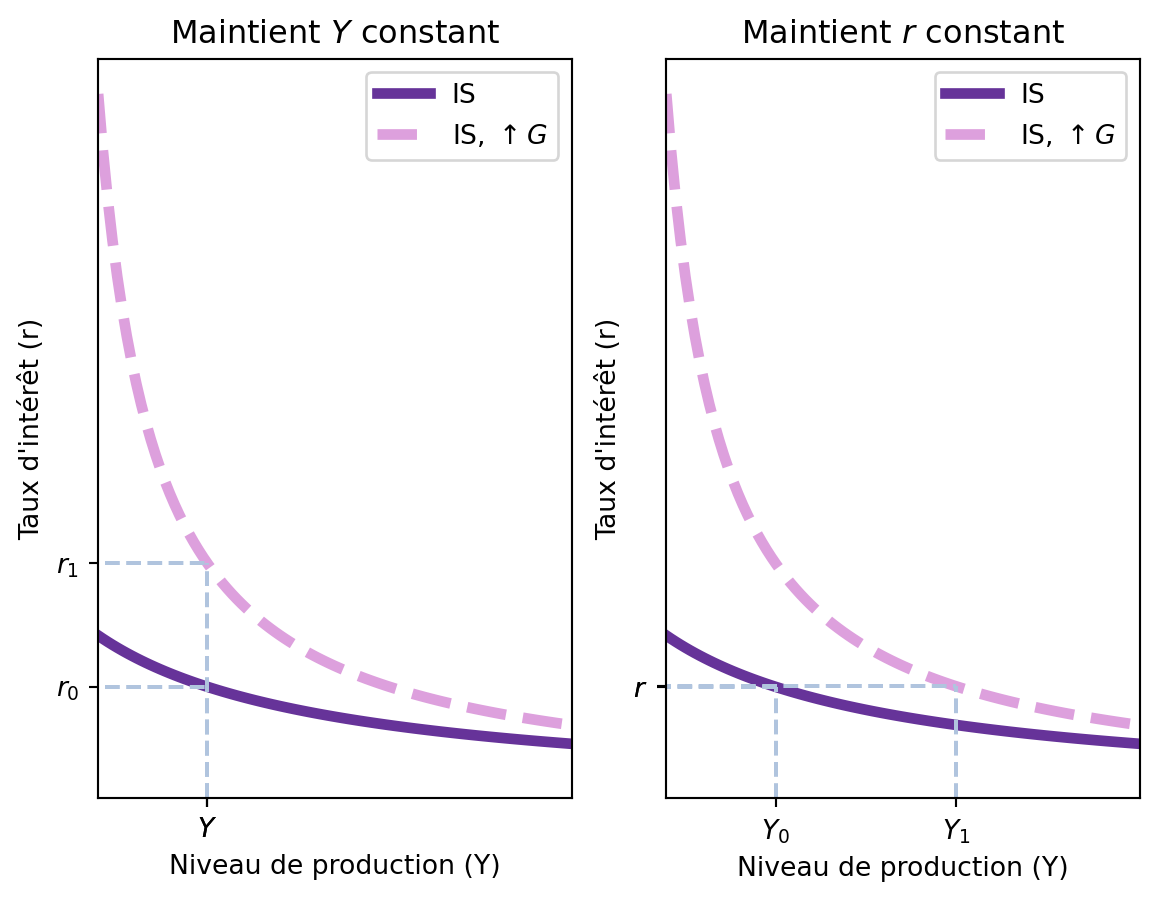 Maintient Y constant
IS
IS, ↑ G
Taux d'intérêt (r)
r₁
r₀
Y
Niveau de production (Y)
Maintient r constant
IS
IS, ↑ G
Taux d'intérêt (r)
r
Y₀
Y₁
Niveau de production (Y)